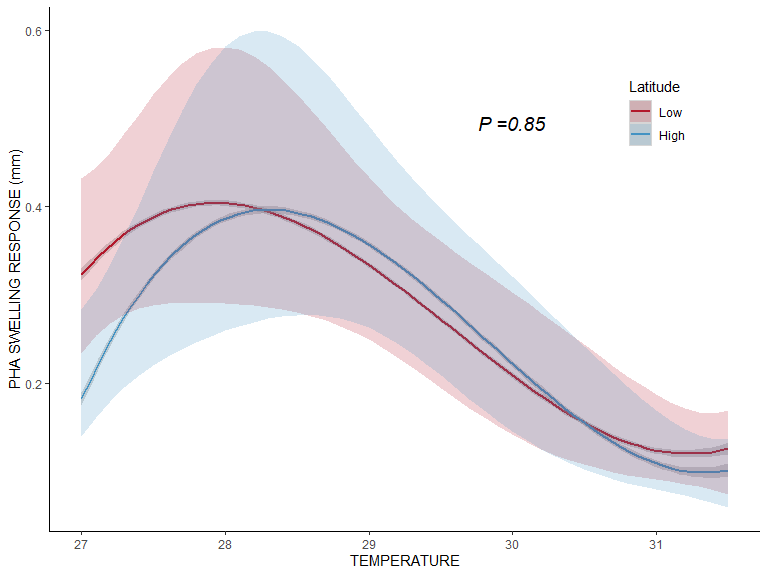 0.6
0.4
0.2
PHA SWELLING RESPONSE (mm)
P =0.85
Latitude
Low
High
27
28
29
30
31
TEMPERATURE